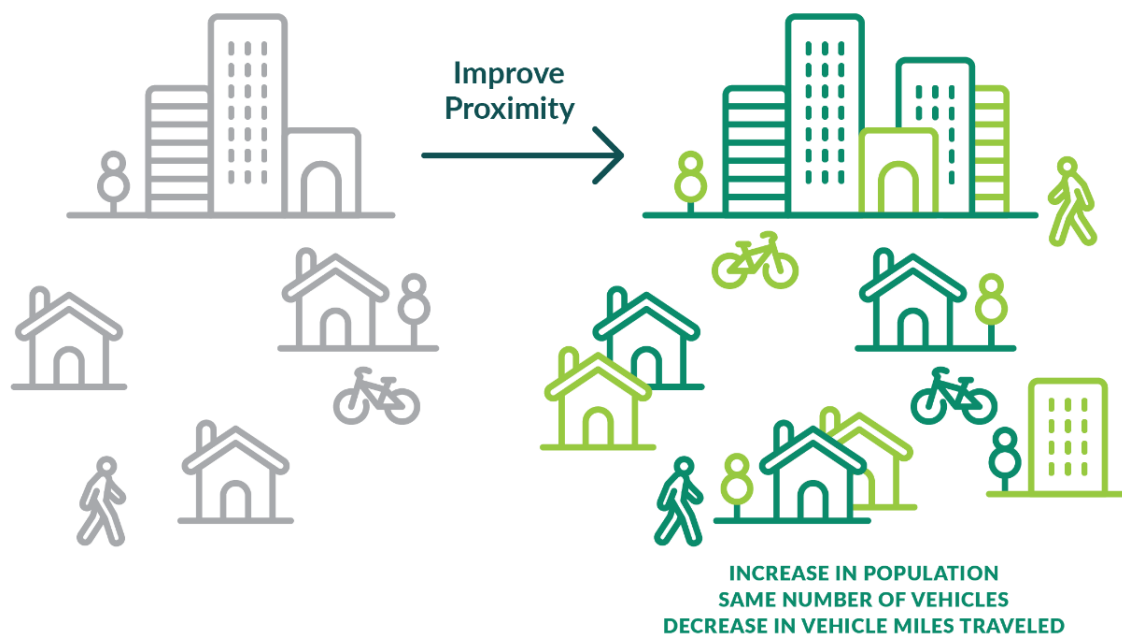 Improve
Proximity
INCREASE IN POPULATION
SAME NUMBER OF VEHICLES
DECREASE IN VEHICLE MILES TRAVELED